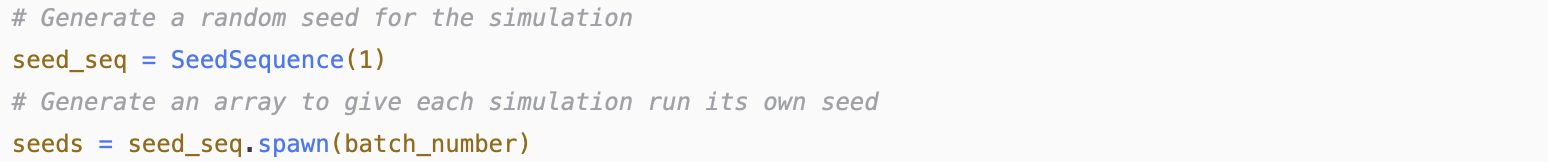 # Generate a random seed for the simulation
seed_seq = SeedSequence(1)
# Generate an array to give each simulation run its own seed
seeds = seed_seq.spawn(batch_number)